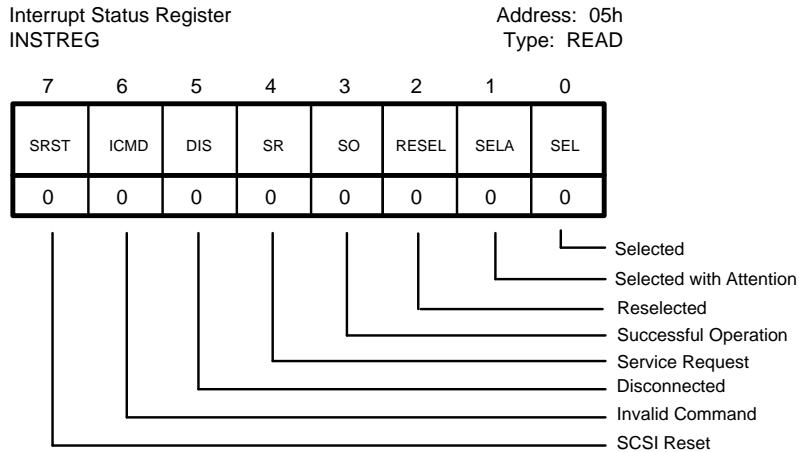 Interrupt Status Register Address: 05h
INSTREG Type: READ
7 6 5 4 3 2 1 0
SRST ICMD DIS SR SO RESEL SELA SEL
0 0 0 0 0 0 0 0
Selected
Selected with Attention
Reselected
Successful Operation
Service Request
Disconnected
Invalid Command
SCSI Reset